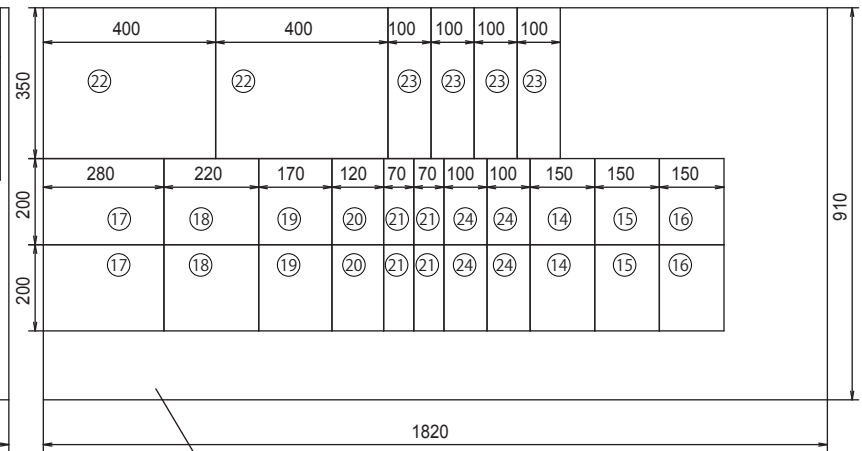 400 400 100 100 100 100
350
㉒ ㉒ ㉓ ㉓ ㉓ ㉓
280 220 170 120 70 70 100 100 150 150 150
200
⑰ ⑱ ⑲ ⑳ ㉑ ㉑ ㉔ ㉔ ⑭ ⑮ ⑯
910
⑰ ⑱ ⑲ ⑳ ㉑ ㉑ ㉔ ㉔ ⑭ ⑮ ⑯
200
1820